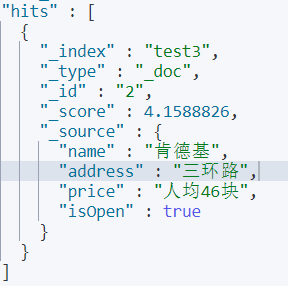 "hits" : [
{
"_index" : "test3",
"_type" : "_doc",
"_id" : "2",
"_score" : 4.1588826,
"_source" : {
"name" : "肯德基",
"address" : "三环路",
"price" : "人均46块",
"isOpen" : true
}
}
]